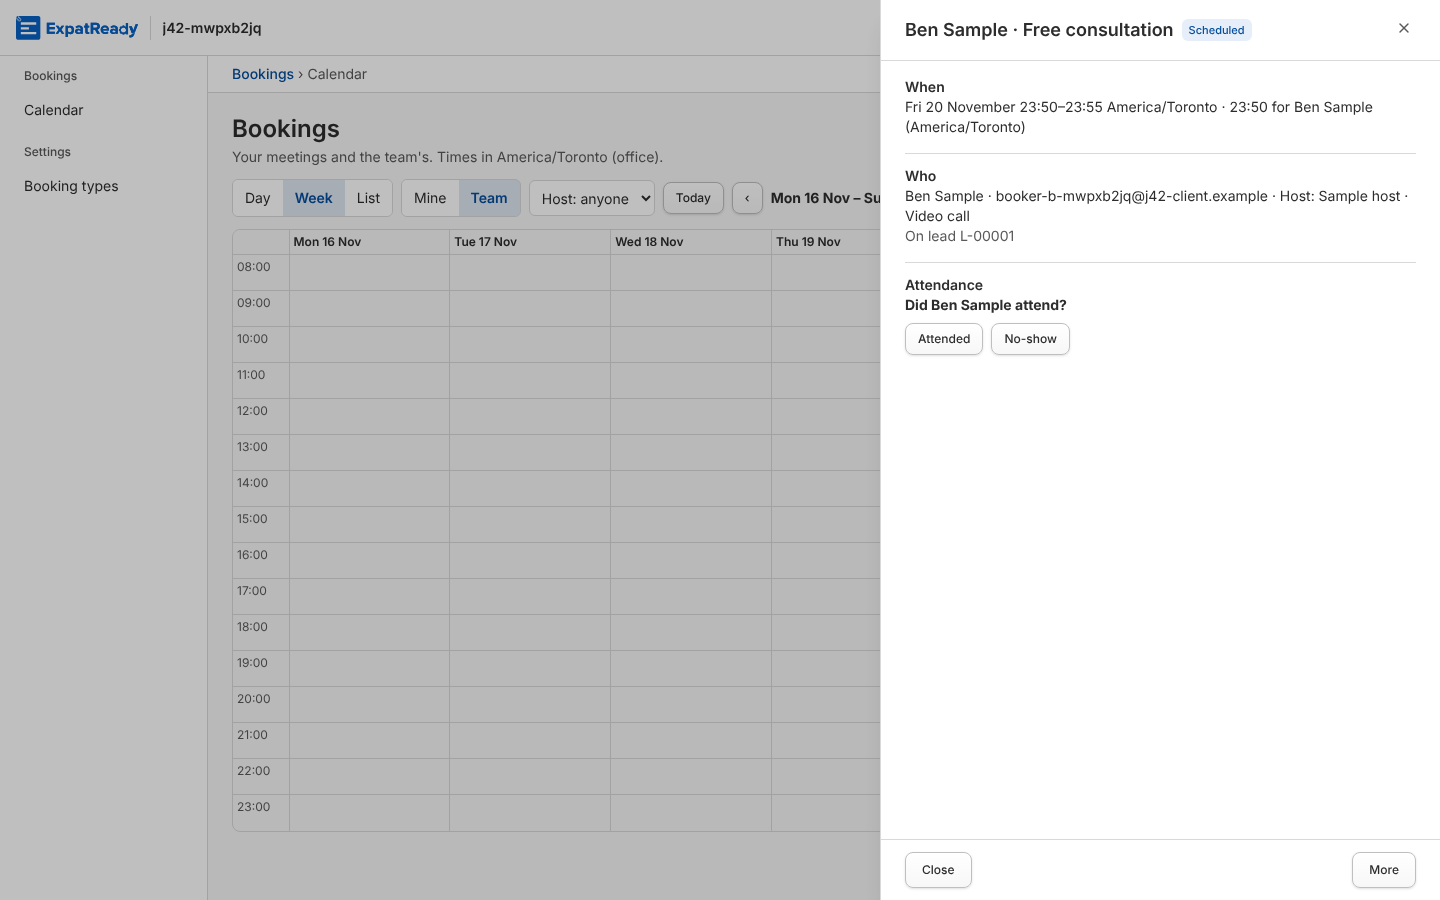 ExpatReady
j42-mwpxb2jq
Bookings
Calendar
Settings
Booking types
Bookings › Calendar
Bookings
Your meetings and the team's. Times in America/Toronto (office).
Day Week List Mine Team Host: anyone Today ‹ Mon 16 Nov – Su
Mon 16 Nov Tue 17 Nov Wed 18 Nov Thu 19 Nov
08:00
09:00
10:00
11:00
12:00
13:00
14:00
15:00
16:00
17:00
18:00
19:00
20:00
21:00
22:00
23:00
Ben Sample · Free consultation Scheduled ×
When
Fri 20 November 23:50–23:55 America/Toronto · 23:50 for Ben Sample
(America/Toronto)
Who
Ben Sample · booker-b-mwpxb2jq@j42-client.example · Host: Sample host ·
Video call
On lead L-00001
Attendance
Did Ben Sample attend?
Attended No-show
Close More